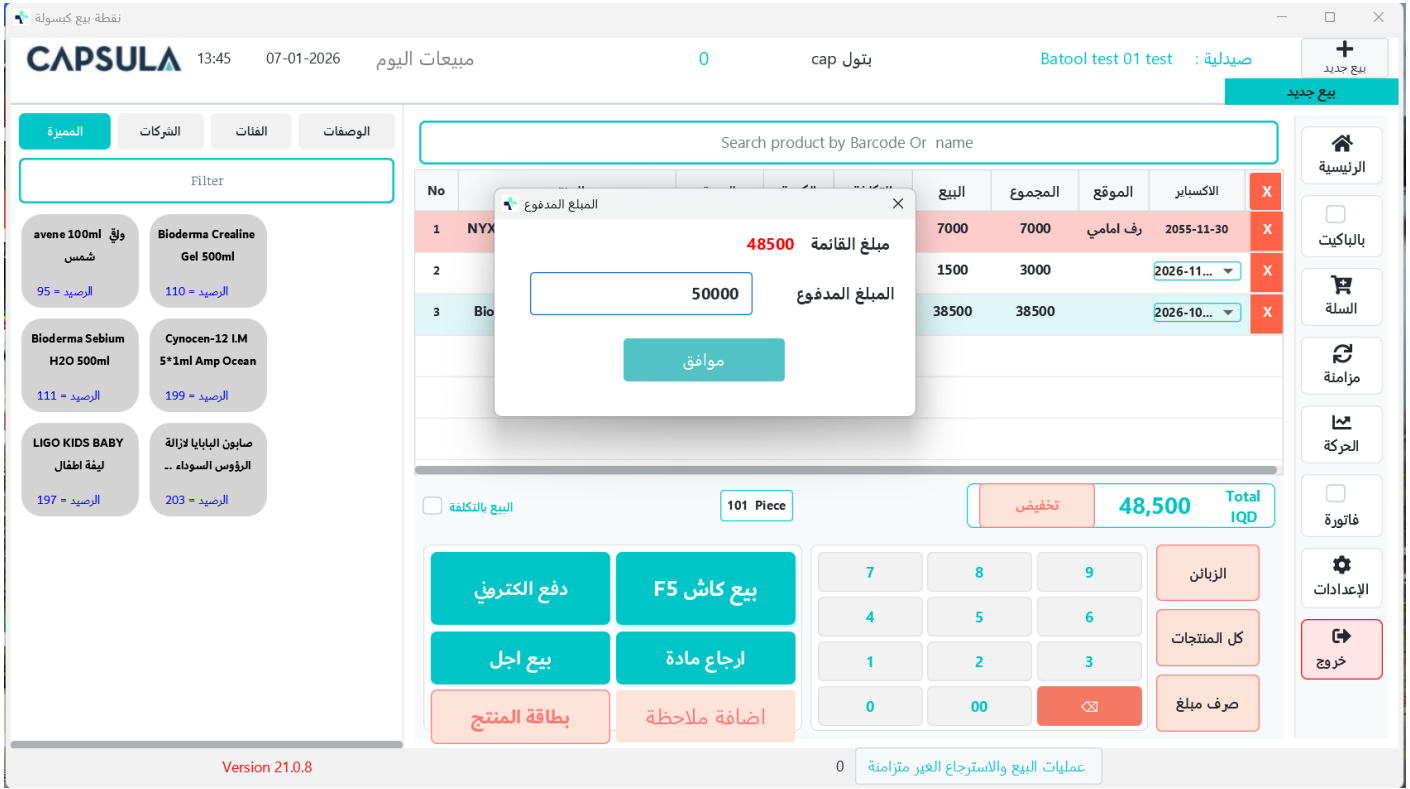 نقطة بيع كبسولة
CAPSULA
13:45
07-01-2026
مبيعات اليوم
0
بتول cap
صيدلية : Batool test 01 test
بيع جديد
بيع جديد
المميزة
الشركات
الفئات
الوصفات
Filter
avene 100ml واقي
شمس
الرصيد = 95
Bioderma Crealine
Gel 500ml
الرصيد = 110
Bioderma Sebium
H2O 500ml
الرصيد = 111
Cynocen-12 I.M
5*1ml Amp Ocean
الرصيد = 199
LIGO KIDS BABY
ليفة اطفال
الرصيد = 197
صابون البابايا لازالة
الرؤوس السوداء ...
الرصيد = 203
Search product by Barcode Or name
No
البيع
المجموع
الموقع
الاكسباير
X
1
NYX
7000
7000
رف امامي
2055-11-30
X
2
1500
3000
2026-11...
X
3
Bio
38500
38500
2026-10...
X
المبلغ المدفوع
مبلغ القائمة 48500
المبلغ المدفوع 50000
موافق
البيع بالتكلفة
101 Piece
تخفيض
48,500
Total
IQD
دفع الكتروني
بيع كاش F5
بيع اجل
ارجاع مادة
بطاقة المنتج
اضافة ملاحظة
7
8
9
4
5
6
1
2
3
0
00
الزبائن
كل المنتجات
صرف مبلغ
الرئيسية
بالباكيت
السلة
مزامنة
الحركة
فاتورة
الإعدادات
خروج
Version 21.0.8
0
عمليات البيع والاسترجاع الغير متزامنة